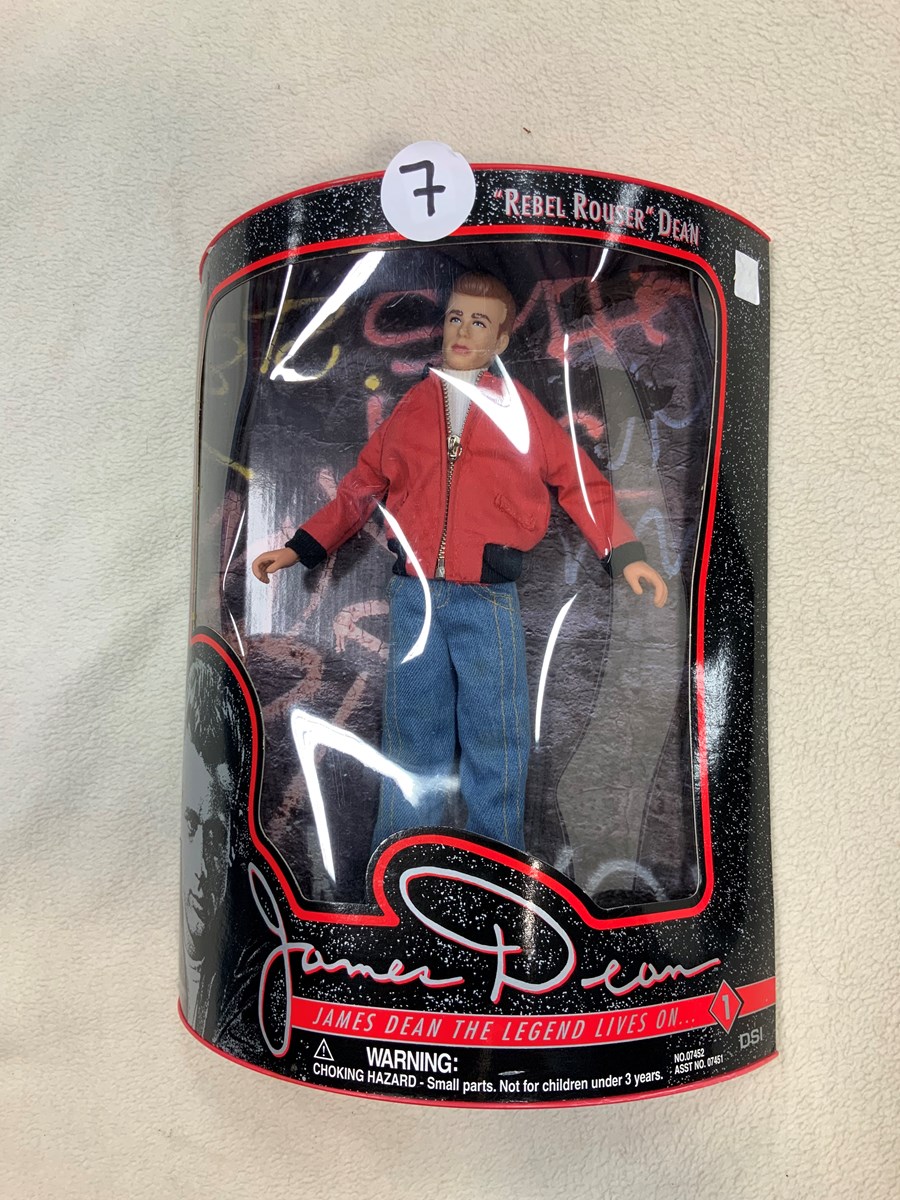 7
"REBEL ROUSER" DEAN
James Dean
JAMES DEAN THE LEGEND LIVES ON... 1
DSI
WARNING:
CHOKING HAZARD - Small parts. Not for children under 3 years.
NO.07452
ASST NO. 07451